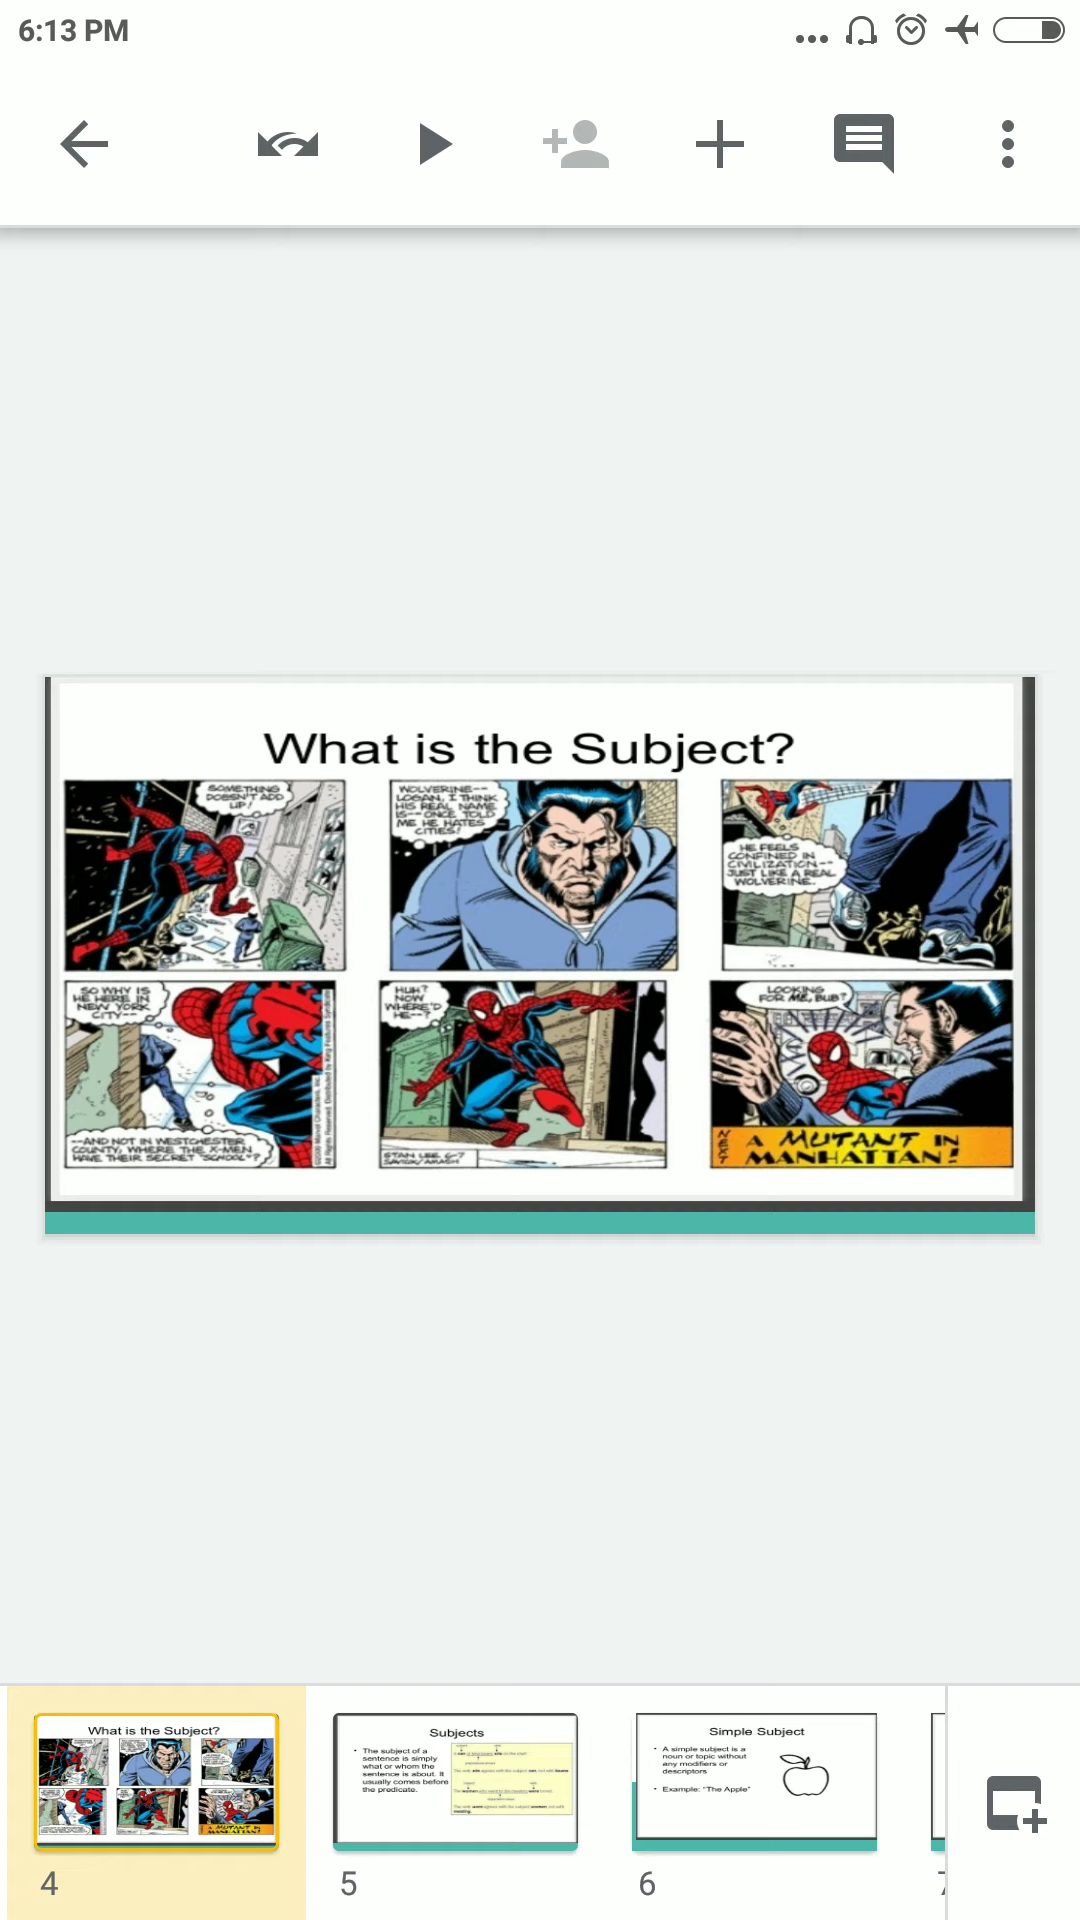 6:13 PM
What is the Subject?
SOMETHING
DOESN'T ADD
UP!
WOLVERINE--
LOGAN, I THINK
HIS REAL NAME
IS-- ONCE TOLD
ME HE HATES
CITIES!
HE FEELS
CONFINED IN
CIVILIZATION--
JUST LIKE A REAL
WOLVERINE.
SO WHY IS
HE HERE IN
NEW YORK
CITY--
--AND NOT IN WESTCHESTER
COUNTY, WHERE THE X-MEN
HAVE THEIR SECRET "SCHOOL"?
HUH?
NOW
WHERE'D
HE--?
STAN LEE 6-7
LOOKING
FOR ME, BUB?
NEXT
A MUTANT IN
MANHATTAN!
What is the Subject?
4
Subjects
• The subject of a
sentence is simply
what or whom the
sentence is about. It
usually comes before
the predicate.
5
Simple Subject
• A simple subject is a
noun or topic without
any modifiers or
descriptors
• Example: "The Apple"
6